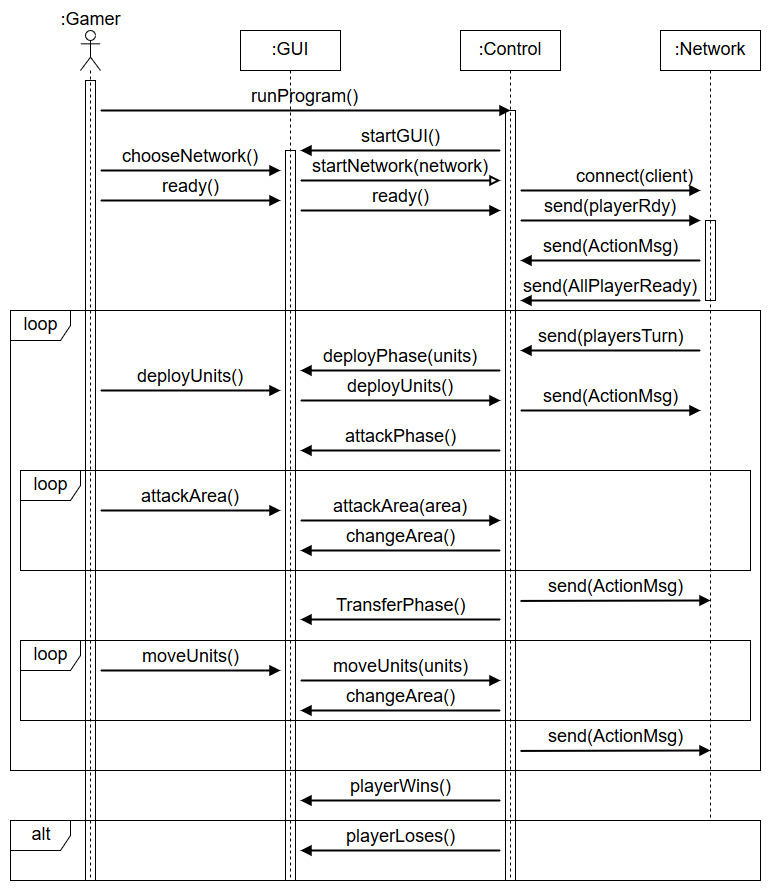 :Gamer
:GUI
:Control
:Network
runProgram()
startGUI()
chooseNetwork()
startNetwork(network)
connect(client)
ready()
ready()
send(playerRdy)
send(ActionMsg)
send(AllPlayerReady)
loop
send(playersTurn)
deployPhase(units)
deployUnits()
deployUnits()
send(ActionMsg)
attackPhase()
loop
attackArea()
attackArea(area)
changeArea()
send(ActionMsg)
TransferPhase()
loop
moveUnits()
moveUnits(units)
changeArea()
send(ActionMsg)
playerWins()
alt
playerLoses()